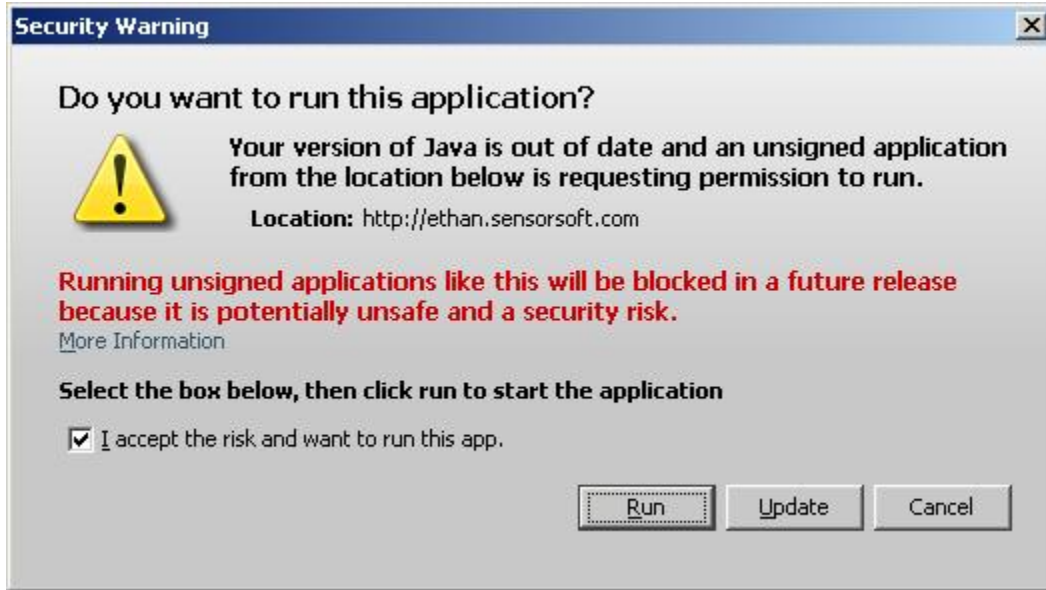 Security Warning
Do you want to run this application?
Your version of Java is out of date and an unsigned application
from the location below is requesting permission to run.
Location: http://ethan.sensorsoft.com
Running unsigned applications like this will be blocked in a future release
because it is potentially unsafe and a security risk.
More Information
Select the box below, then click run to start the application
I accept the risk and want to run this app.
Run Update Cancel